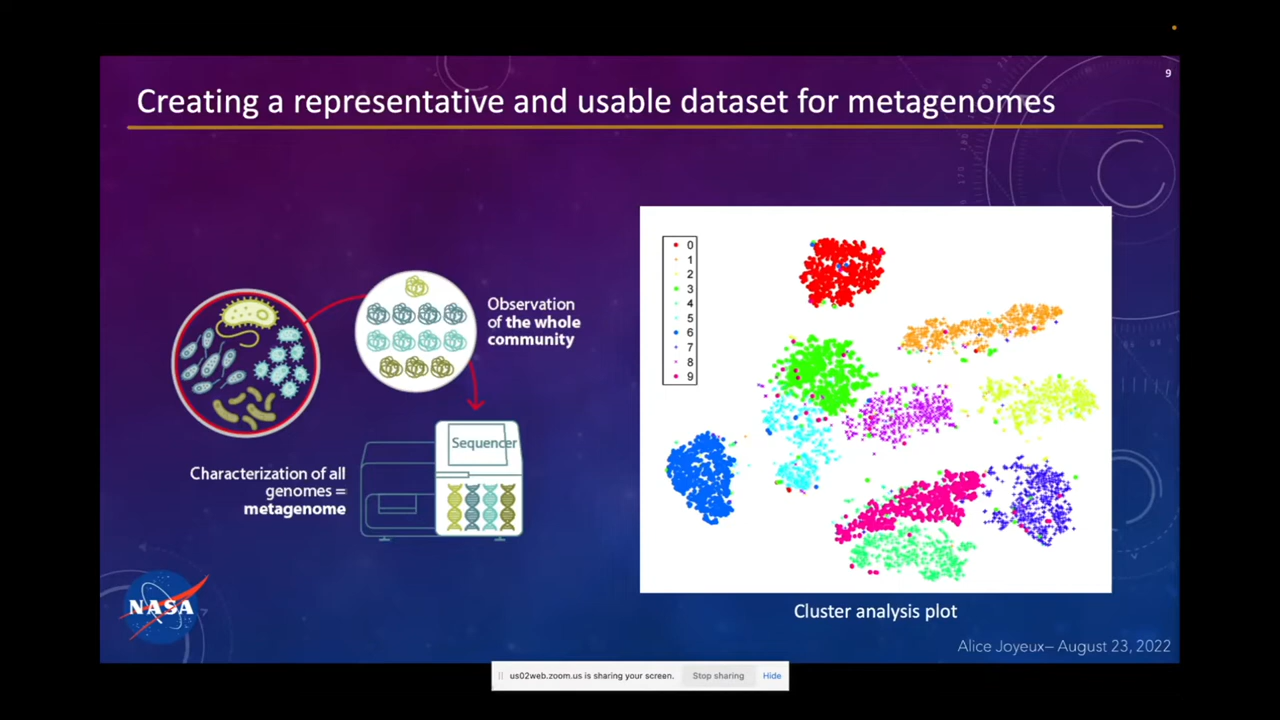 9
Creating a representative and usable dataset for metagenomes
Observation
of the whole
community
Sequencer
Characterization of all
genomes =
metagenome
NASA
0
1
2
3
4
5
6
7
8
9
Cluster analysis plot
Alice Joyeux– August 23, 2022
us02web.zoom.us is sharing your screen. Stop sharing Hide